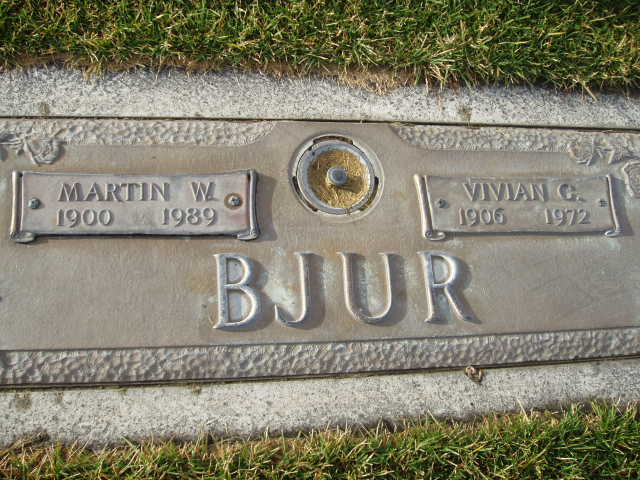 MARTIN W.
1900 1989
VIVIAN G.
1906 1972
BJUR